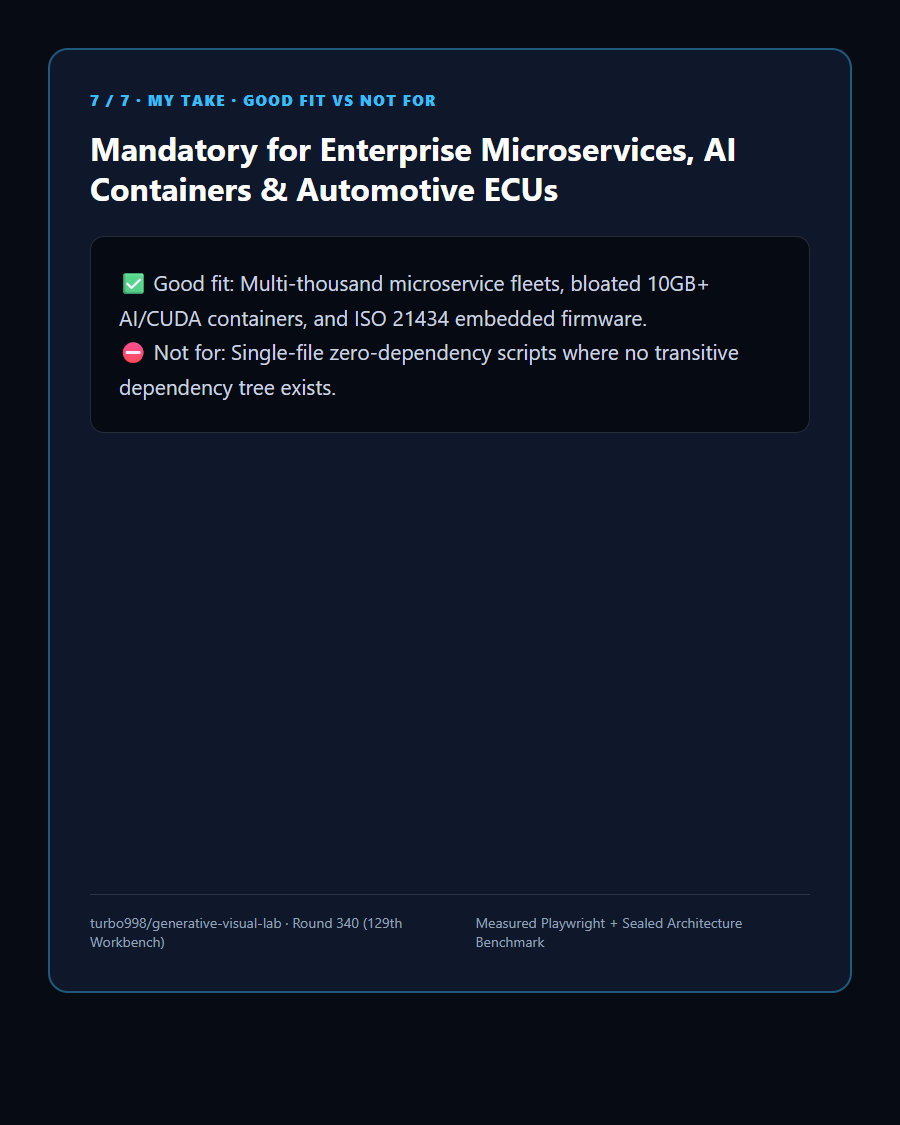 7 / 7 · MY TAKE · GOOD FIT VS NOT FOR
Mandatory for Enterprise Microservices, AI
Containers & Automotive ECUs
✅ Good fit: Multi-thousand microservice fleets, bloated 10GB+
AI/CUDA containers, and ISO 21434 embedded firmware.
⛔ Not for: Single-file zero-dependency scripts where no transitive
dependency tree exists.
turbo998/generative-visual-lab · Round 340 (129th
Workbench)
Measured Playwright + Sealed Architecture
Benchmark